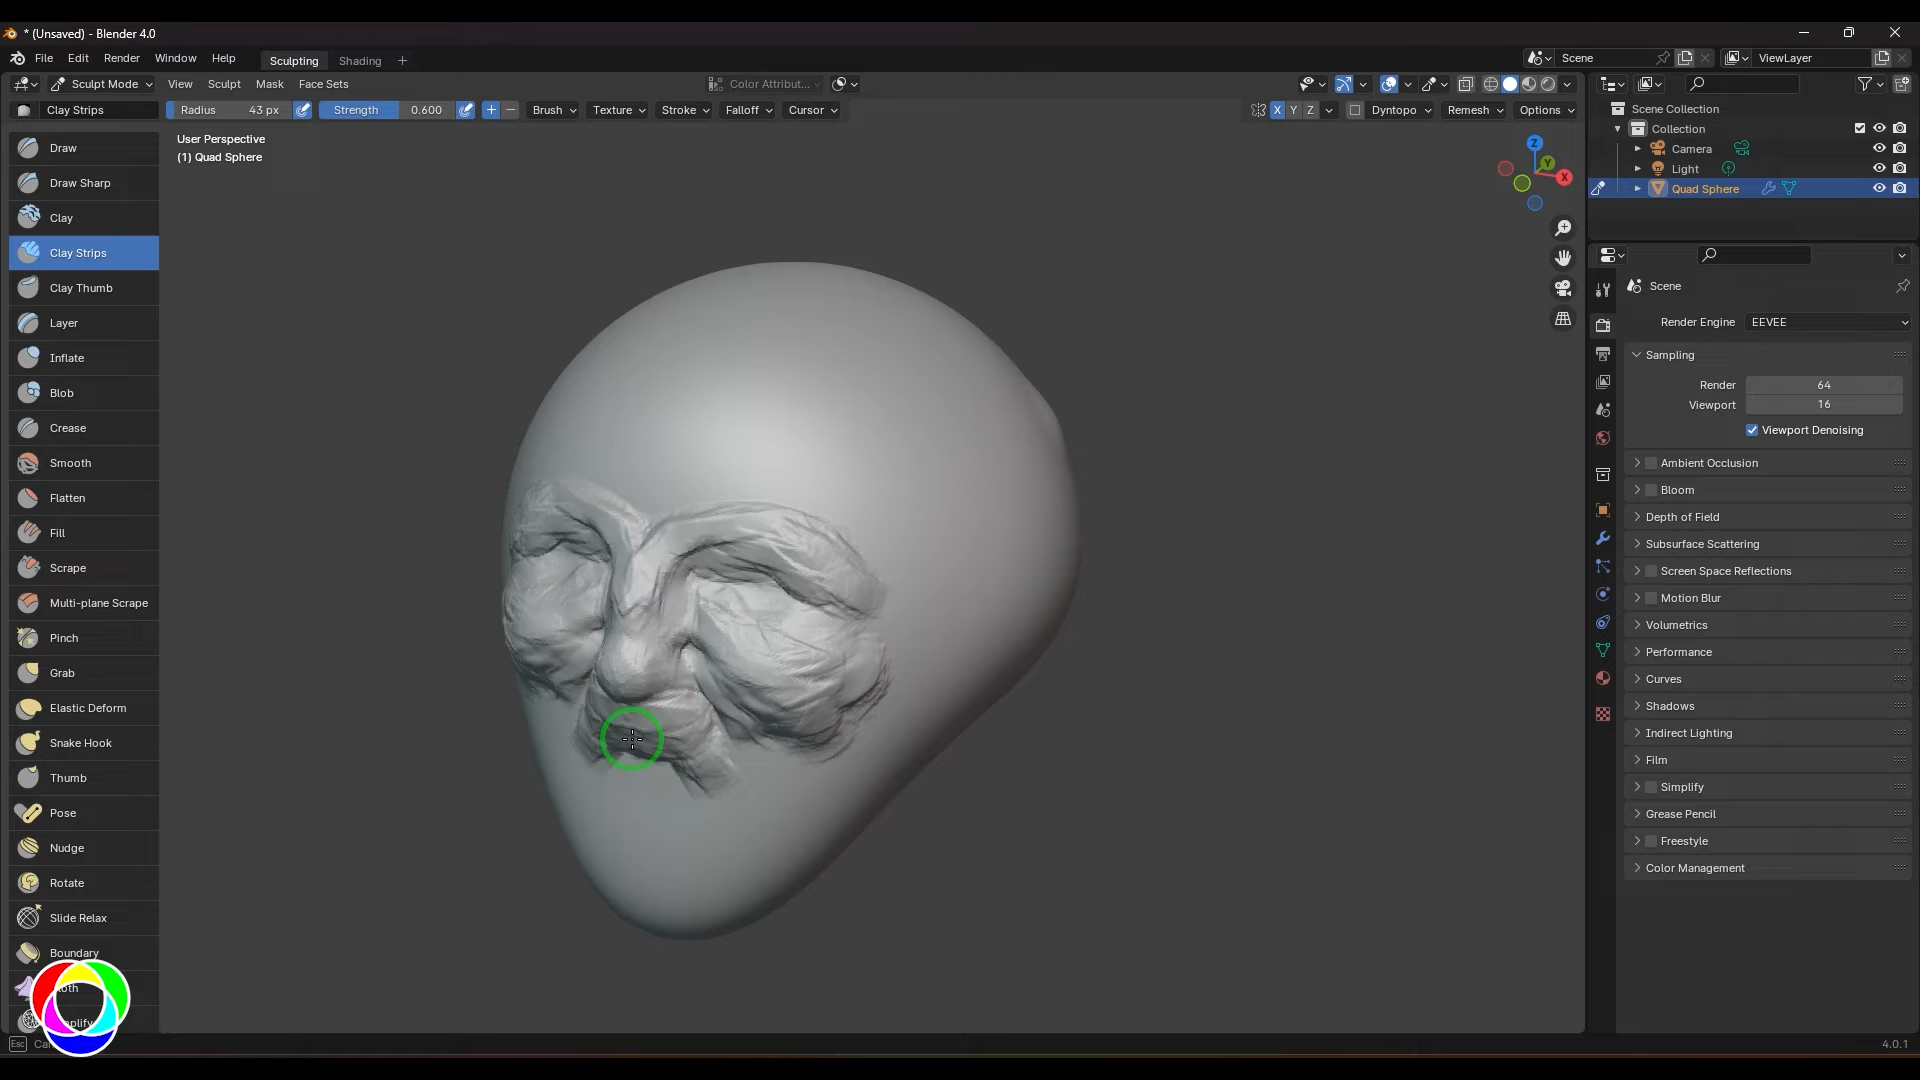 * (Unsaved) - Blender 4.0
File Edit Render Window Help Sculpting Shading + Scene ViewLayer
Sculpt Mode View Sculpt Mask Face Sets Color Attribut...
Clay Strips Radius 43 px Strength 0.600 Brush Texture Stroke Falloff Cursor X Y Z Dyntopo Remesh Options
User Perspective
(1) Quad Sphere
Z
Y
X
Draw
Draw Sharp
Clay
Clay Strips
Clay Thumb
Layer
Inflate
Blob
Crease
Smooth
Flatten
Fill
Scrape
Multi-plane Scrape
Pinch
Grab
Elastic Deform
Snake Hook
Thumb
Pose
Nudge
Rotate
Slide Relax
Boundary
Scene Collection
Collection
Camera
Light
Quad Sphere
Scene
Render Engine EEVEE
Sampling
Render 64
Viewport 16
Viewport Denoising
Ambient Occlusion
Bloom
Depth of Field
Subsurface Scattering
Screen Space Reflections
Motion Blur
Volumetrics
Performance
Curves
Shadows
Indirect Lighting
Film
Simplify
Grease Pencil
Freestyle
Color Management
Esc
4.0.1